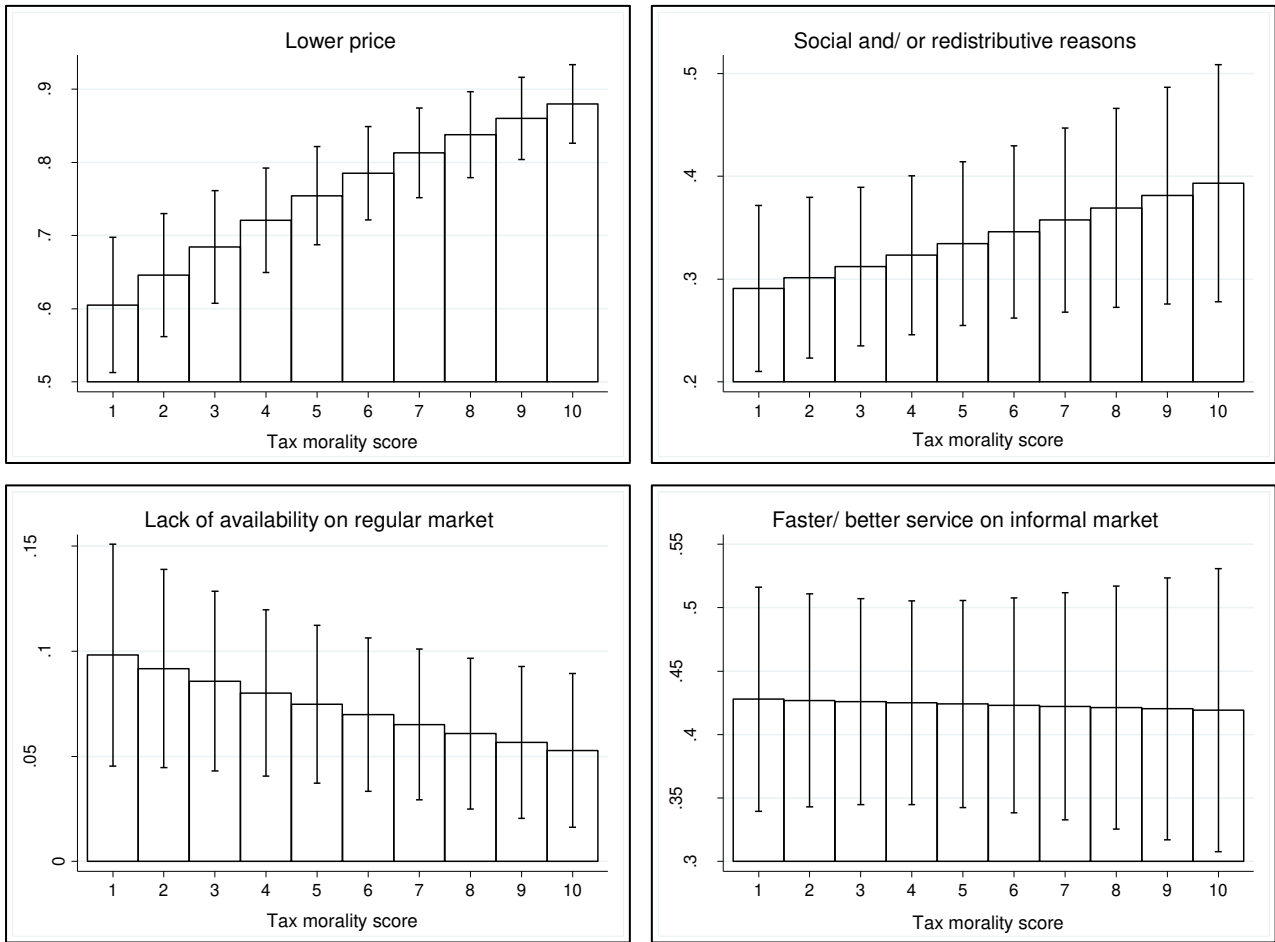 Lower price
.9
.8
.7
.6
.5
1 2 3 4 5 6 7 8 9 10
Tax morality score
Social and/ or redistributive reasons
.5
.4
.3
.2
1 2 3 4 5 6 7 8 9 10
Tax morality score
Lack of availability on regular market
.15
.1
.05
0
1 2 3 4 5 6 7 8 9 10
Tax morality score
Faster/ better service on informal market
.55
.5
.45
.4
.35
.3
1 2 3 4 5 6 7 8 9 10
Tax morality score